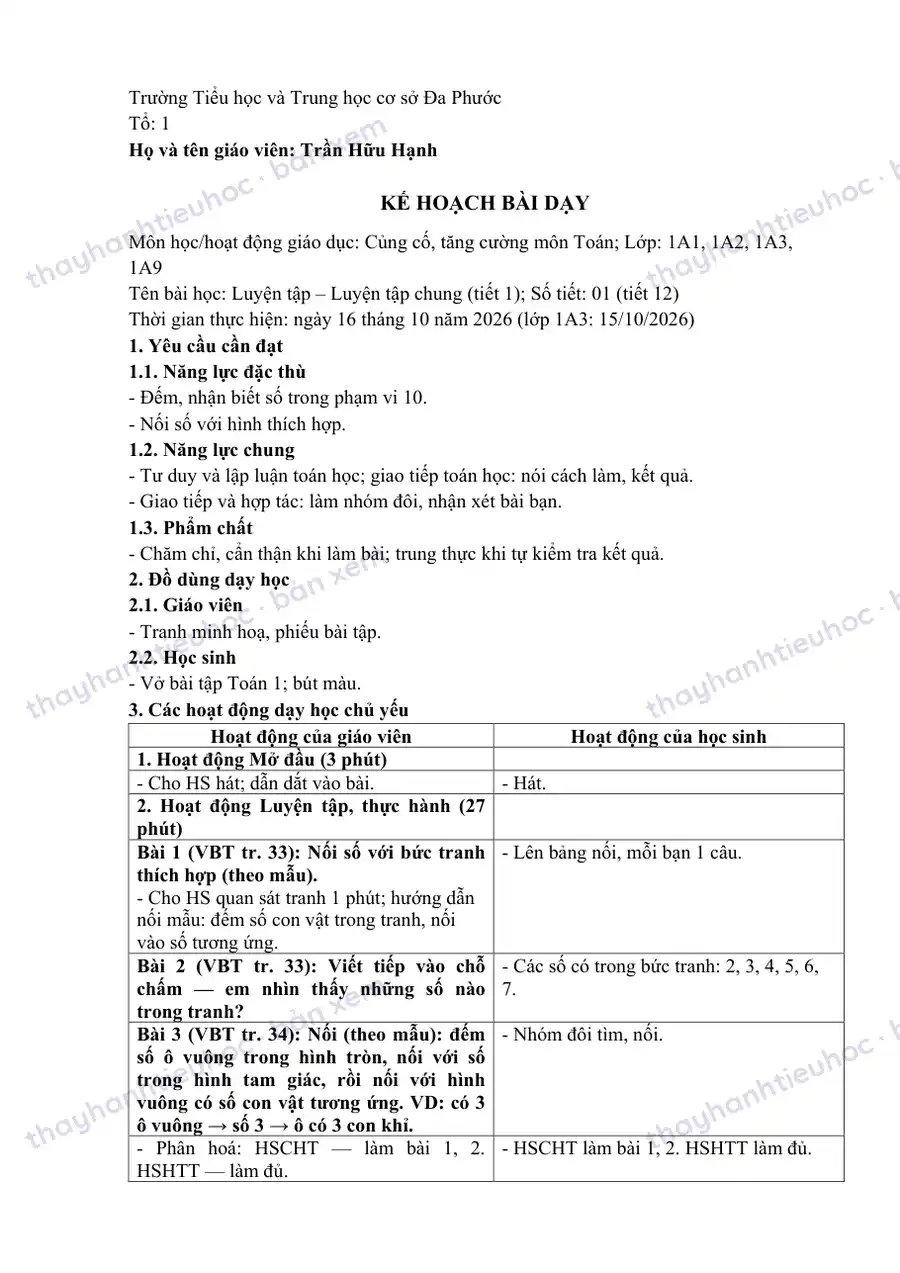 Trường Tiểu học và Trung học cơ sở Đa Phước
Tổ: 1
Họ và tên giáo viên: Trần Hữu Hạnh
KẾ HOẠCH BÀI DẠY
Môn học/hoạt động giáo dục: Củng cố, tăng cường môn Toán; Lớp: 1A1, 1A2, 1A3,
1A9
Tên bài học: Luyện tập – Luyện tập chung (tiết 1); Số tiết: 01 (tiết 12)
Thời gian thực hiện: ngày 16 tháng 10 năm 2026 (lớp 1A3: 15/10/2026)
1. Yêu cầu cần đạt
1.1. Năng lực đặc thù
- Đếm, nhận biết số trong phạm vi 10.
- Nối số với hình thích hợp.
1.2. Năng lực chung
- Tư duy và lập luận toán học; giao tiếp toán học: nói cách làm, kết quả.
- Giao tiếp và hợp tác: làm nhóm đôi, nhận xét bài bạn.
1.3. Phẩm chất
- Chăm chỉ, cẩn thận khi làm bài; trung thực khi tự kiểm tra kết quả.
2. Đồ dùng dạy học
2.1. Giáo viên
- Tranh minh hoạ, phiếu bài tập.
2.2. Học sinh
- Vở bài tập Toán 1; bút màu.
3. Các hoạt động dạy học chủ yếu
Hoạt động của giáo viên
Hoạt động của học sinh
1. Hoạt động Mở đầu (3 phút)
- Cho HS hát; dẫn dắt vào bài.
- Hát.
2. Hoạt động Luyện tập, thực hành (27
phút)
Bài 1 (VBT tr. 33): Nối số với bức tranh
thích hợp (theo mẫu).
- Cho HS quan sát tranh 1 phút; hướng dẫn
nối mẫu: đếm số con vật trong tranh, nối
vào số tương ứng.
- Lên bảng nối, mỗi bạn 1 câu.
Bài 2 (VBT tr. 33): Viết tiếp vào chỗ
chấm — em nhìn thấy những số nào
trong tranh?
- Các số có trong bức tranh: 2, 3, 4, 5, 6,
7.
Bài 3 (VBT tr. 34): Nối (theo mẫu): đếm
số ô vuông trong hình tròn, nối với số
trong hình tam giác, rồi nối với hình
vuông có số con vật tương ứng. VD: có 3
ô vuông → số 3 → ô có 3 con khỉ.
- Nhóm đôi tìm, nối.
- Phân hoá: HSCHT — làm bài 1, 2.
HSHTT — làm đủ.
- HSCHT làm bài 1, 2. HSHTT làm đủ.
thayhanhtieuhoc · bản xem
thayhanhtieuhoc · b
thayhanhtieuhoc · bản xem
thayhanhtieuhoc · b
thayhanhtieuhoc · bản xem
thayhanhtieuhoc · b